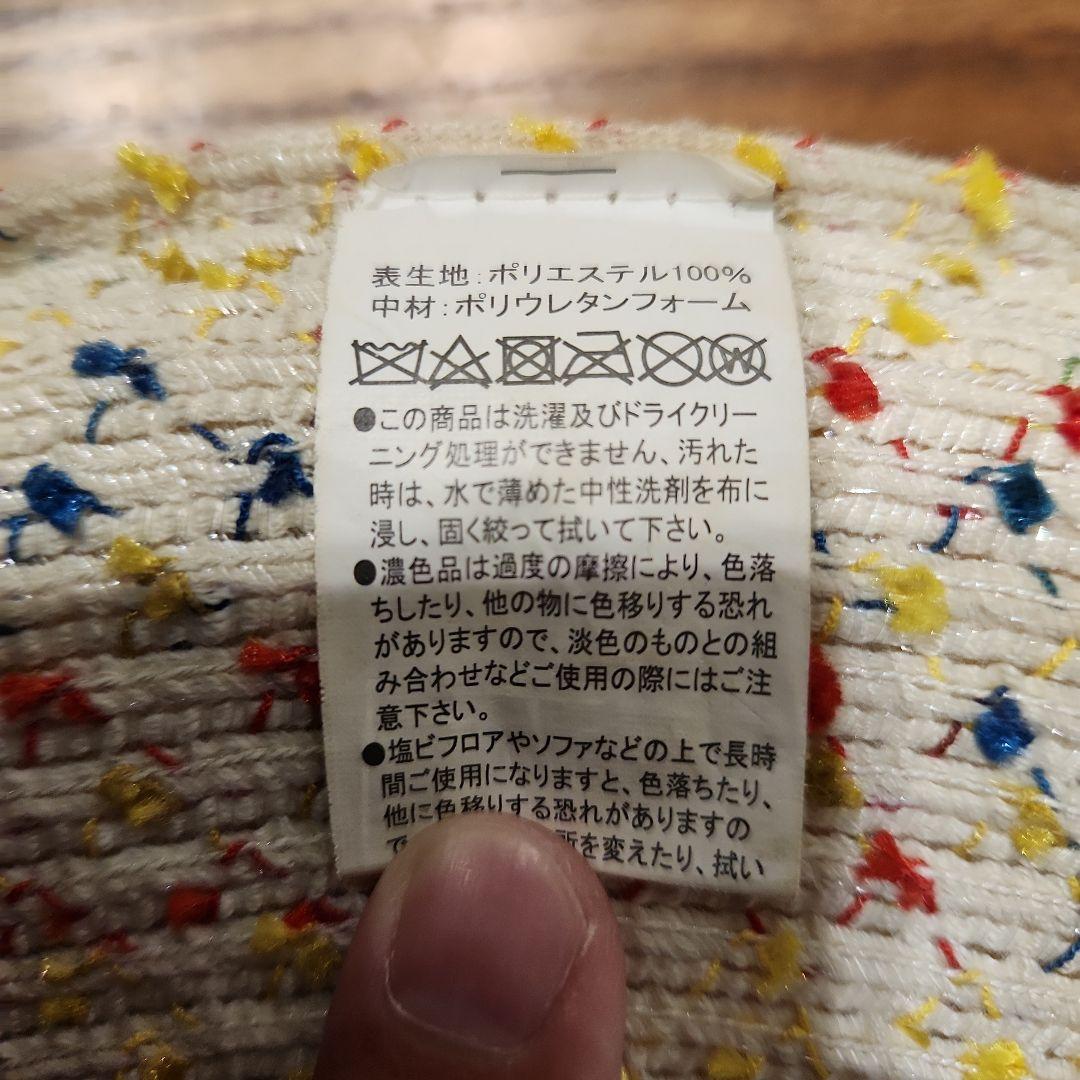 表生地:ポリエステル100%
中材:ポリウレタンフォーム
W
●この商品は洗濯及びドライクリー
ニング処理ができません、汚れた
時は、水で薄めた中性洗剤を布に
浸し、固く絞って拭いて下さい。
●濃色品は過度の摩擦により、色落
ちしたり、他の物に色移りする恐れ
がありますので、淡色のものとの組
み合わせなどご使用の際にはご注
意下さい。
●塩ビフロアやソファなどの上で長時
間ご使用になりますと、色落ちたり、
他に色移りする恐れがありますの
で 所を変えたり、拭い